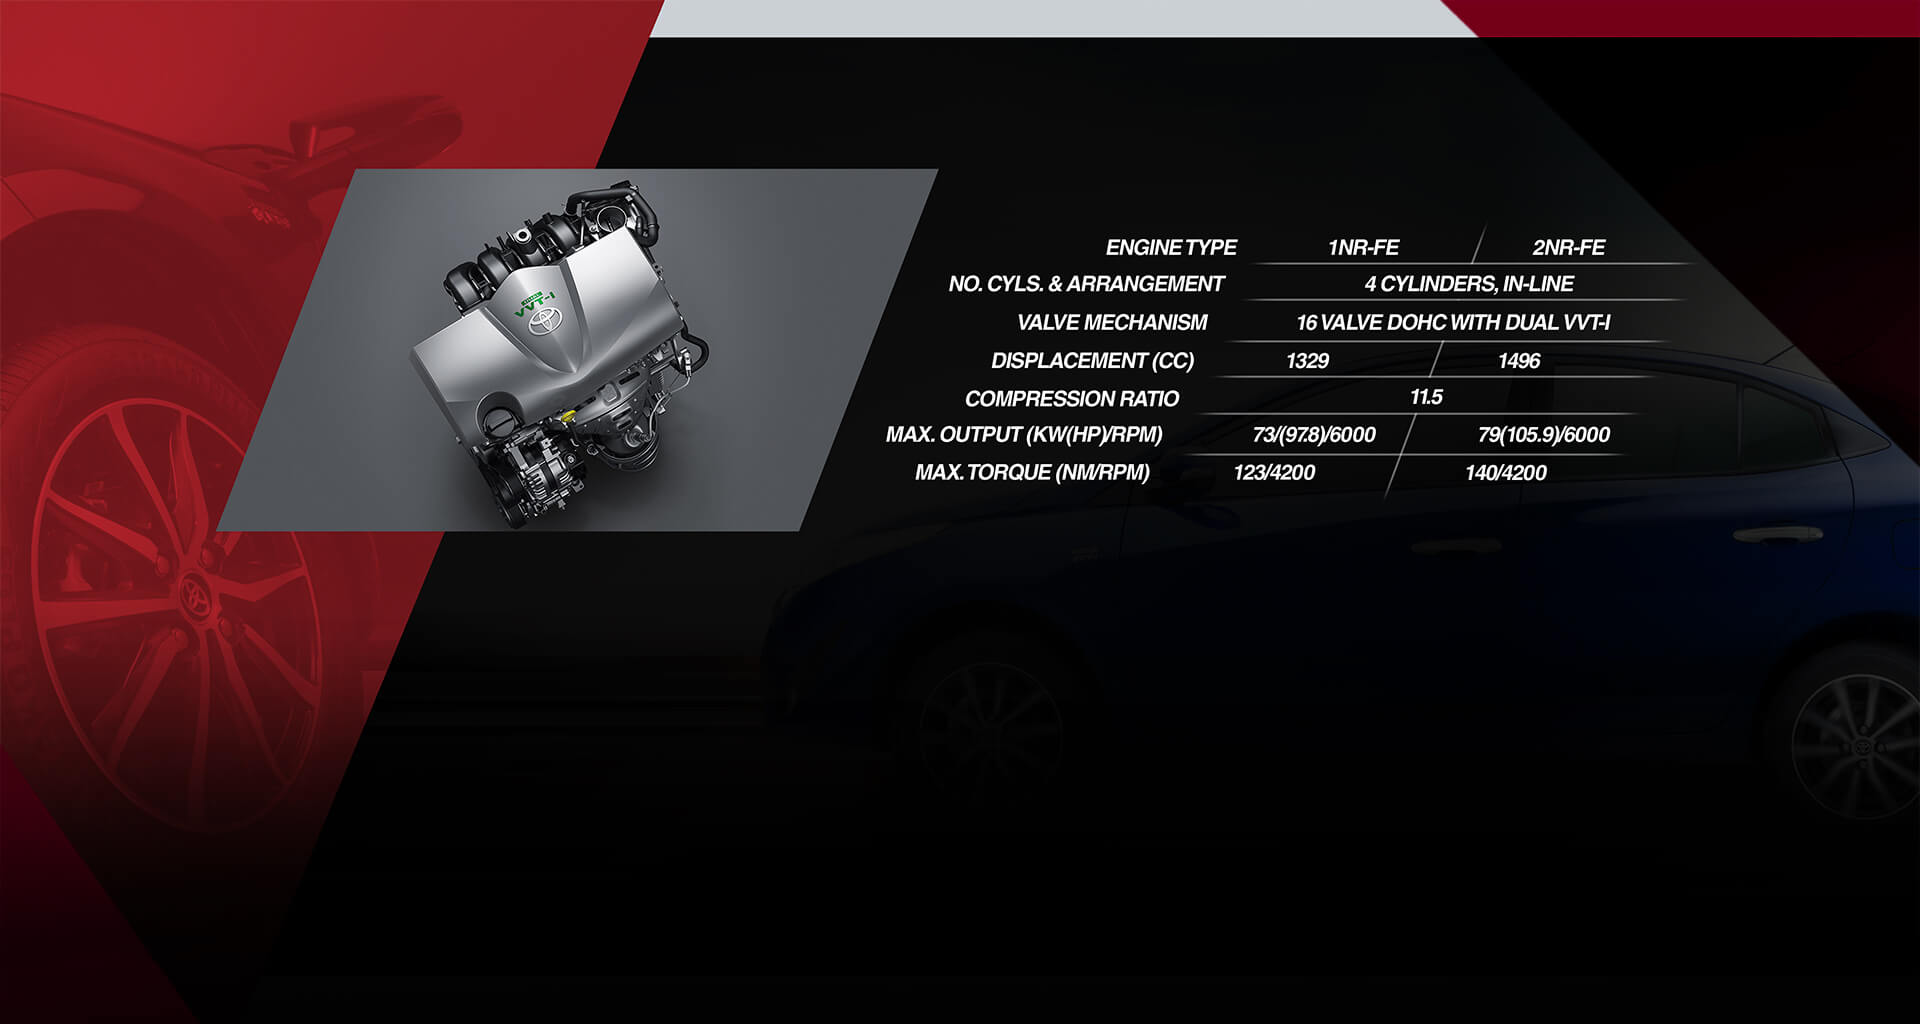 VVT-i
ENGINE TYPE 1NR-FE 2NR-FE
NO. CYLS. & ARRANGEMENT 4 CYLINDERS, IN-LINE
VALVE MECHANISM 16 VALVE DOHC WITH DUAL VVT-I
DISPLACEMENT (CC) 1329 1496
COMPRESSION RATIO 11.5
MAX. OUTPUT (KW(HP)/RPM) 73/(97.8)/6000 79(105.9)/6000
MAX. TORQUE (NM/RPM) 123/4200 140/4200